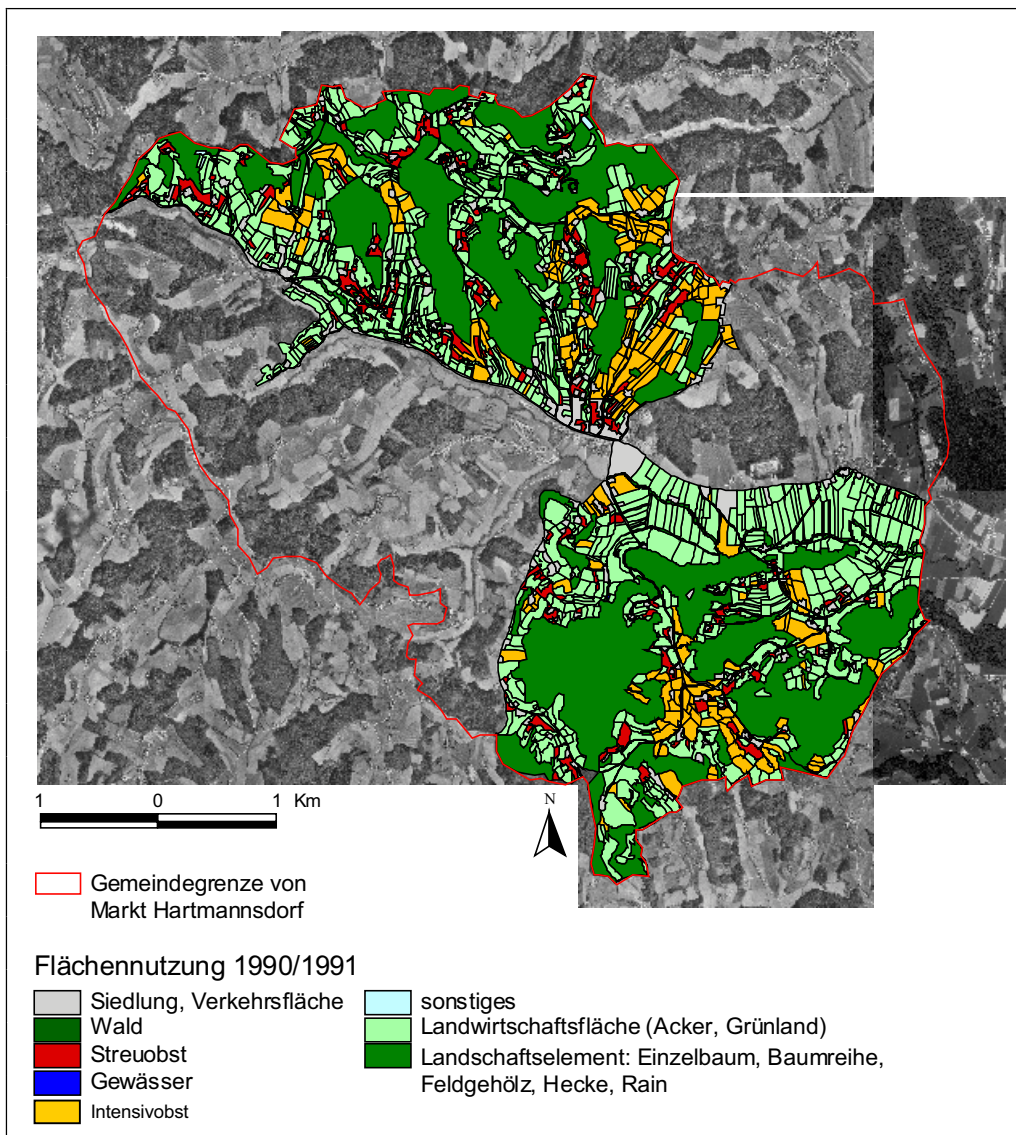 1 0 1 Km
N
Gemeindegrenze von
Markt Hartmannsdorf
Flächennutzung 1990/1991
Siedlung, Verkehrsfläche
Wald
Streuobst
Gewässer
Intensivobst
sonstiges
Landwirtschaftsfläche (Acker, Grünland)
Landschaftselement: Einzelbaum, Baumreihe,
Feldgehölz, Hecke, Rain